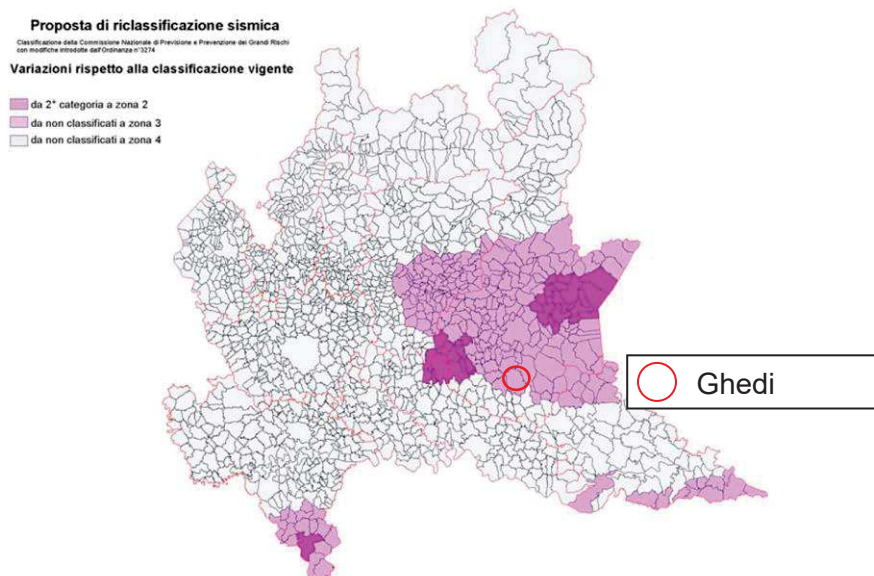 Proposta di riclassificazione sismica
Classificazione della Commissione Nazionale di Previsione e Prevenzione dei Grandi Rischi
con modifiche introdotte dall'Ordinanza n°3274
Variazioni rispetto alla classificazione vigente
da 2° categoria a zona 2
da non classificati a zona 3
da non classificati a zona 4
Ghedi